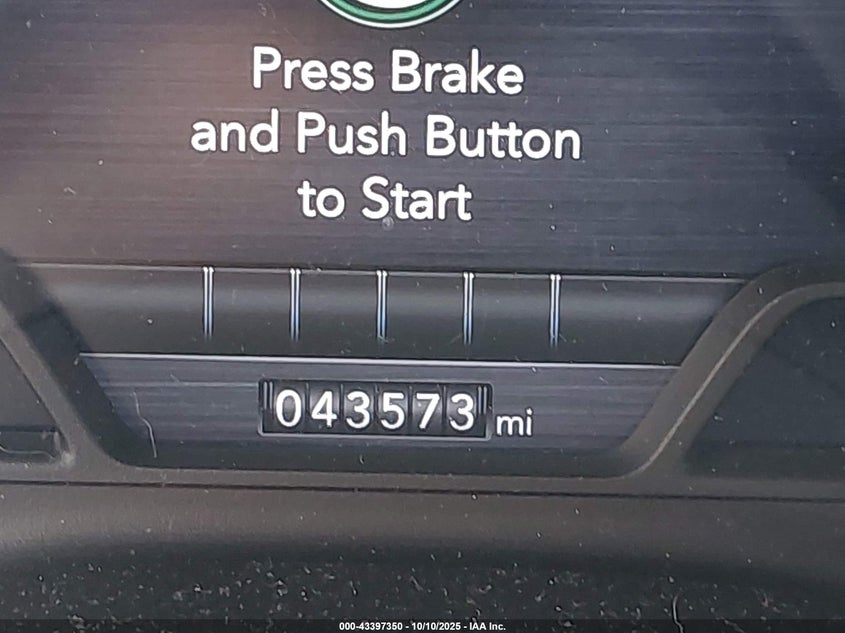 Press Brake
and Push Button
to Start
043573 mi
000-43397350 - 10/10/2025 - IAA Inc.